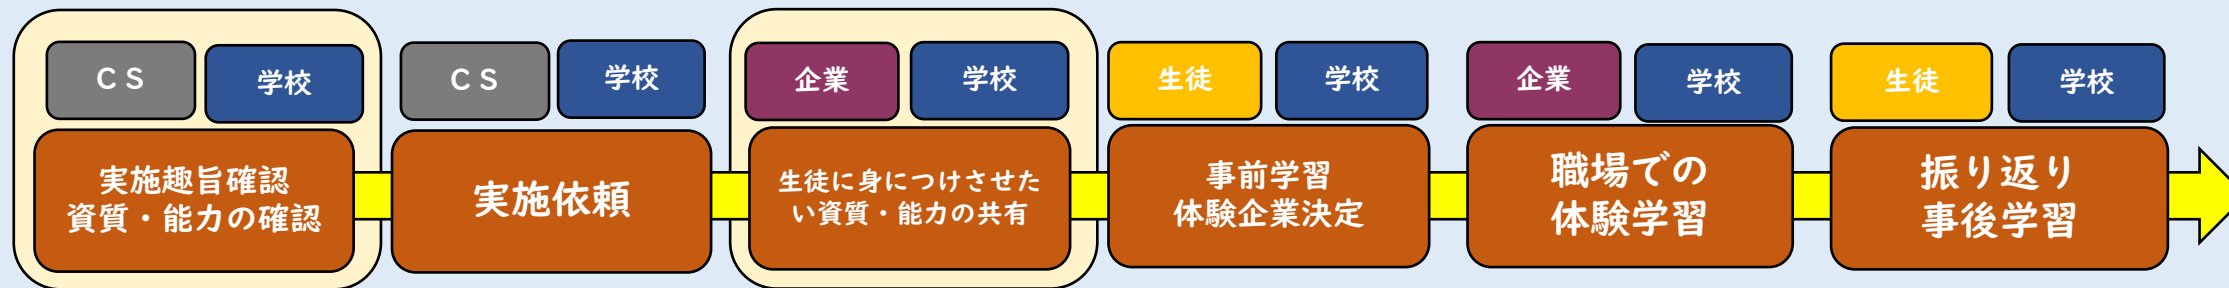 ＣＳ
学校
実施趣旨確認
資質・能力の確認
ＣＳ
学校
実施依頼
企業
学校
生徒に身につけさせた
い資質・能力の共有
生徒
学校
事前学習
体験企業決定
企業
学校
職場での
体験学習
生徒
学校
振り返り
事後学習